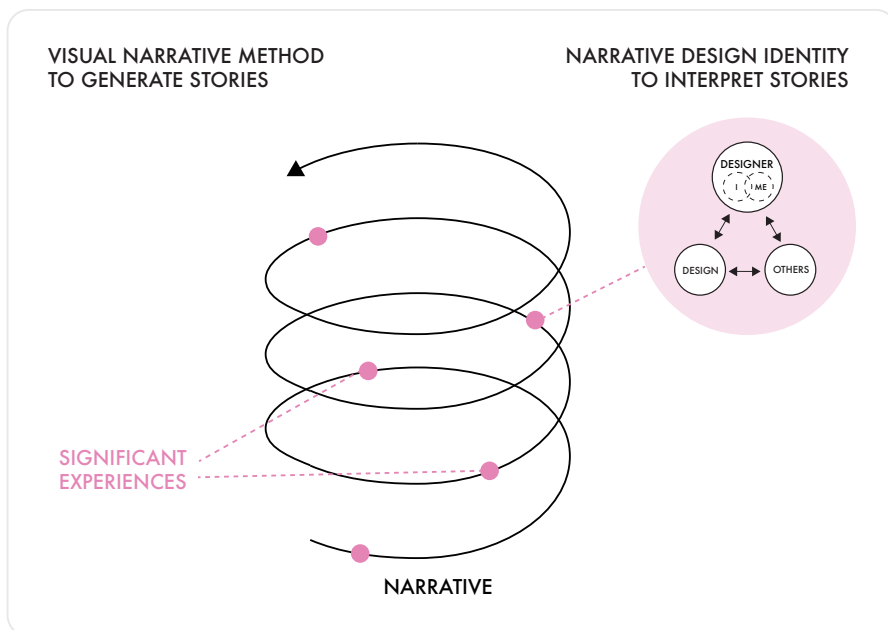 VISUAL NARRATIVE METHOD
TO GENERATE STORIES
NARRATIVE DESIGN IDENTITY
TO INTERPRET STORIES
DESIGNER
I
ME
DESIGN
OTHERS
SIGNIFICANT
EXPERIENCES
NARRATIVE